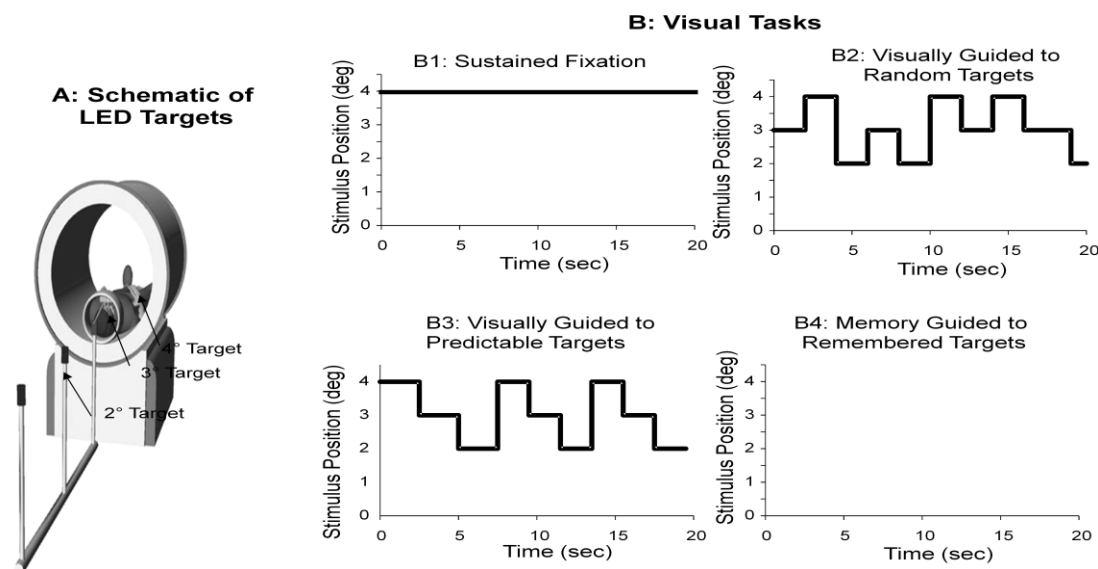 B: Visual Tasks
A: Schematic of
LED Targets
4° Target
3° Target
2° Target
B1: Sustained Fixation
Stimulus Position (deg)
4
3
2
1
0
0 5 10 15 20
Time (sec)
B2: Visually Guided to
Random Targets
Stimulus Position (deg)
4
3
2
1
0
0 5 10 15 20
Time (sec)
B3: Visually Guided to
Predictable Targets
Stimulus Position (deg)
4
3
2
1
0
0 5 10 15 20
Time (sec)
B4: Memory Guided to
Remembered Targets
Stimulus Position (deg)
4
3
2
1
0
0 5 10 15 20
Time (sec)